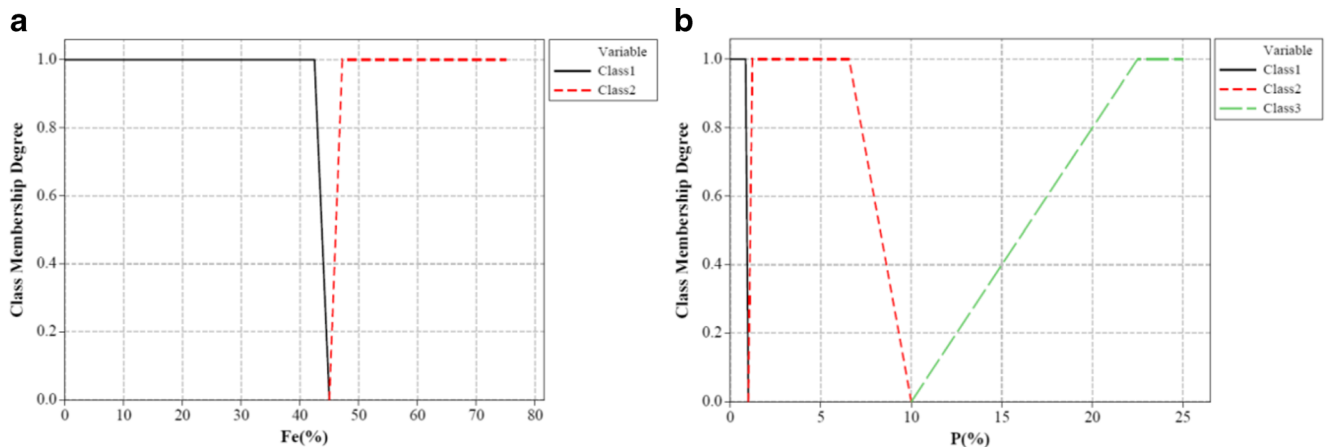 a
Class Membership Degree
1.0
0.8
0.6
0.4
0.2
0.0
0 10 20 30 40 50 60 70 80
Fe(%)
Variable
Class1
Class2
b
Class Membership Degree
1.0
0.8
0.6
0.4
0.2
0.0
0 5 10 15 20 25
P(%)
Variable
Class1
Class2
Class3